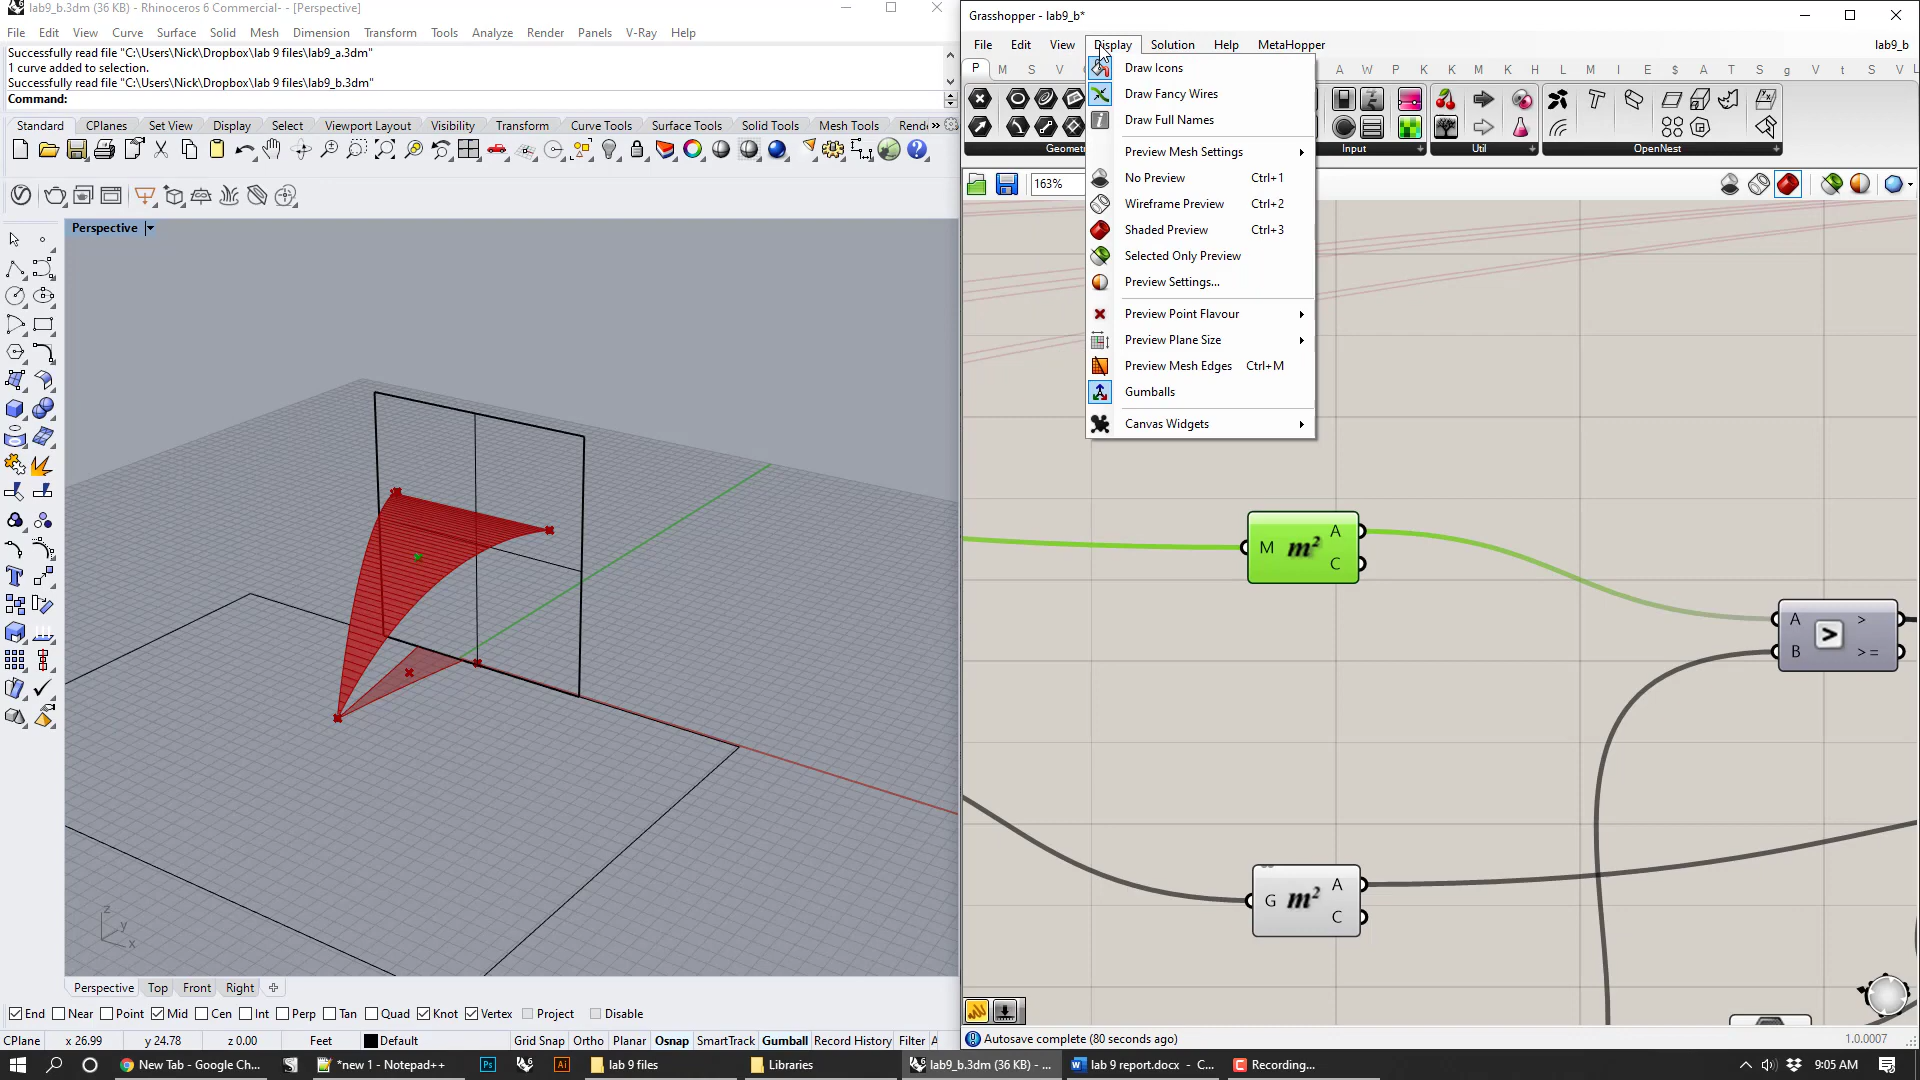 lab9_b.3dm (36 KB) - Rhinoceros 6 Commercial- - [Perspective]
File Edit View Curve Surface Solid Mesh Dimension Transform Tools Analyze Render Panels V-Ray Help
Successfully read file "C:\Users\Nick\Dropbox\lab 9 files\lab9_a.3dm"
1 curve added to selection.
Successfully read file "C:\Users\Nick\Dropbox\lab 9 files\lab9_b.3dm"
Command:
Standard CPlanes Set View Display Select Viewport Layout Visibility Transform Curve Tools Surface Tools Solid Tools Mesh Tools Rend
Perspective
z
y
x
Perspective Top Front Right
End Near Point Mid Cen Int Perp Tan Quad Knot Vertex Project Disable
CPlane x 26.99 y 24.78 z 0.00 Feet Default Grid Snap Ortho Planar Osnap SmartTrack Gumball Record History Filter A
Grasshopper - lab9_b*
File Edit View Display Solution Help MetaHopper lab9_b
P M S V A W P K M K H L E S A M T S g V t S V L
Geomet Input Util OpenNest
163%
Draw Icons
Draw Fancy Wires
Draw Full Names
Preview Mesh Settings
No Preview Ctrl+1
Wireframe Preview Ctrl+2
Shaded Preview Ctrl+3
Selected Only Preview
Preview Settings...
Preview Point Flavour
Preview Plane Size
Preview Mesh Edges Ctrl+M
Gumballs
Canvas Widgets
M m² A
C
A > >
B >=
G m² A
C
Autosave complete (80 seconds ago) 1.0.0007
New Tab - Google Ch... *new 1 - Notepad++ Ps Ai lab 9 files Libraries lab9_b.3dm (36 KB) - ... lab 9 report.docx - C... Recording... 9:05 AM